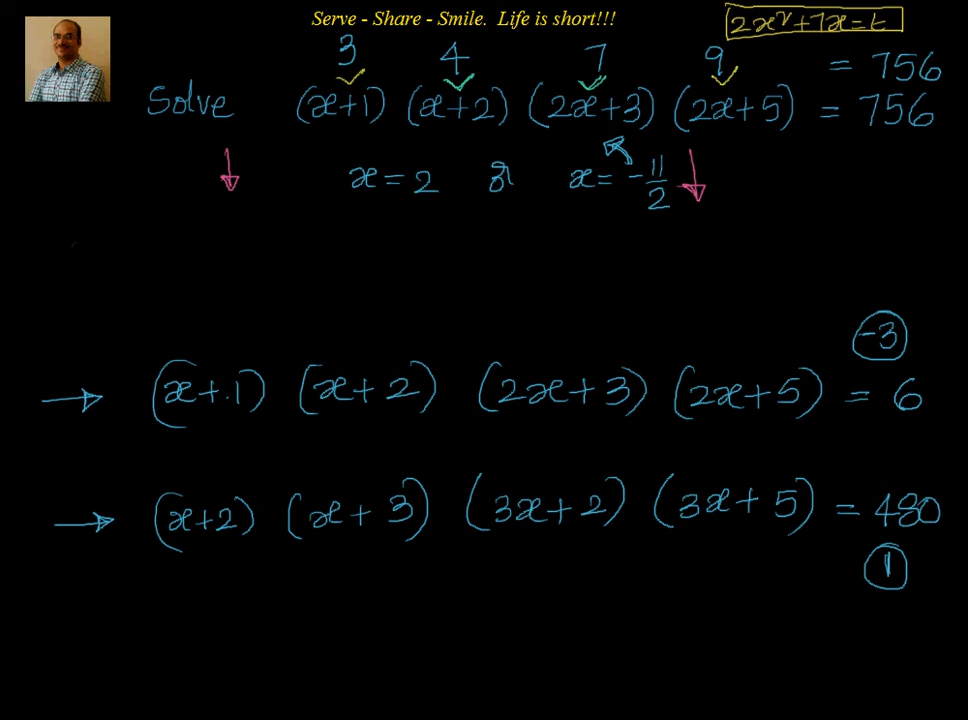 Serve - Share - Smile. Life is short!!!
2x² + 7x = t
3 4 7 9 = 756
Solve (x+1) (x+2) (2x+3) (2x+5) = 756
x = 2 or x = -11/2
-3
(x+1) (x+2) (2x+3) (2x+5) = 6
(x+2) (x+3) (3x+2) (3x+5) = 480
1